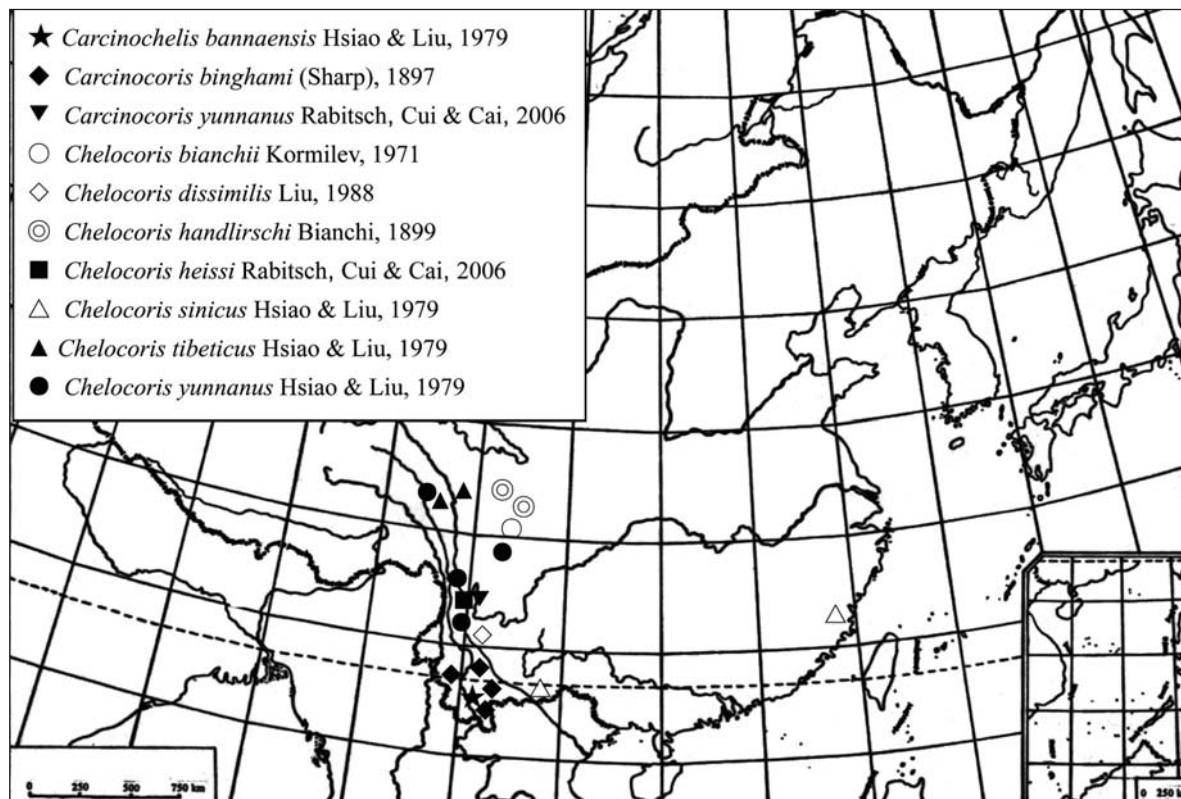 Carcinochelis bannaensis Hsiao & Liu, 1979
Carcinocoris binghami (Sharp), 1897
Carcinocoris yunnanus Rabitsch, Cui & Cai, 2006
Chelocoris bianchii Kormilev, 1971
Chelocoris dissimilis Liu, 1988
Chelocoris handlirschi Bianchi, 1899
Chelocoris heissi Rabitsch, Cui & Cai, 2006
Chelocoris sinicus Hsiao & Liu, 1979
Chelocoris tibeticus Hsiao & Liu, 1979
Chelocoris yunnanus Hsiao & Liu, 1979
0 250 500 750 km
0 250